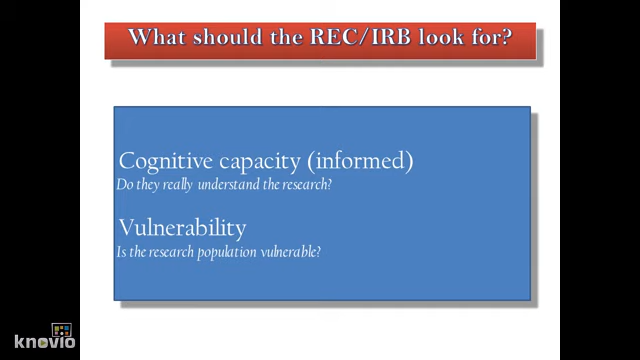 What should the REC/IRB look for?
Cognitive capacity (informed)
Do they really understand the research?
Vulnerability
Is the research population vulnerable?
knovio